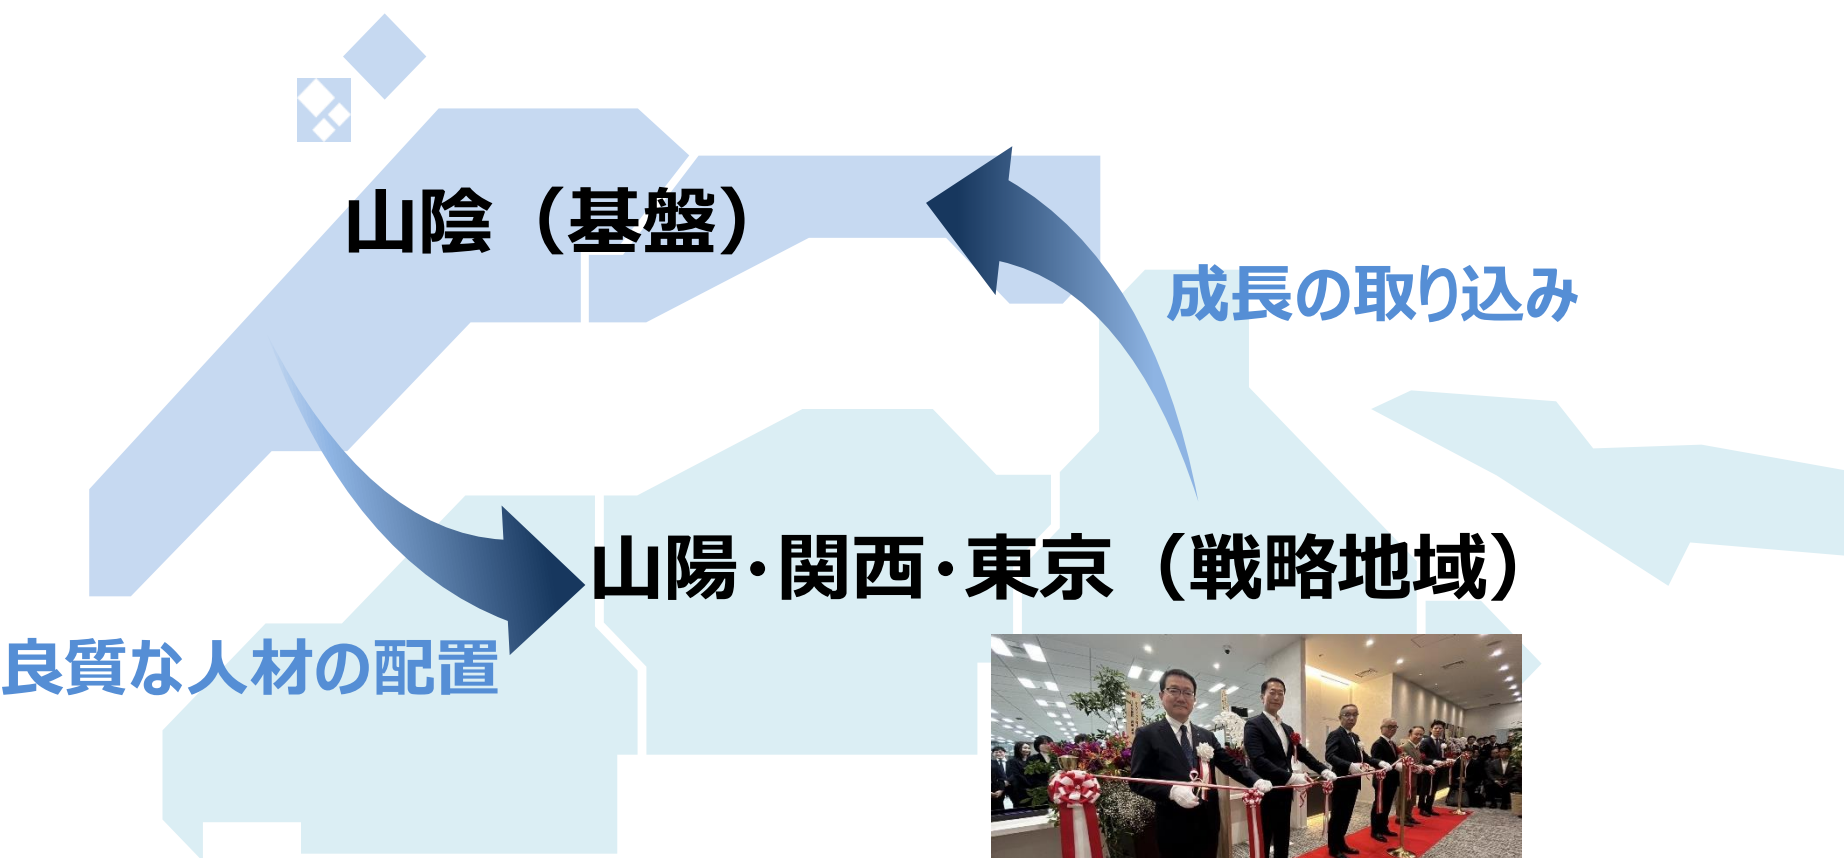 山陰（基盤）
成長の取り込み
山陽・関西・東京（戦略地域）
良質な人材の配置